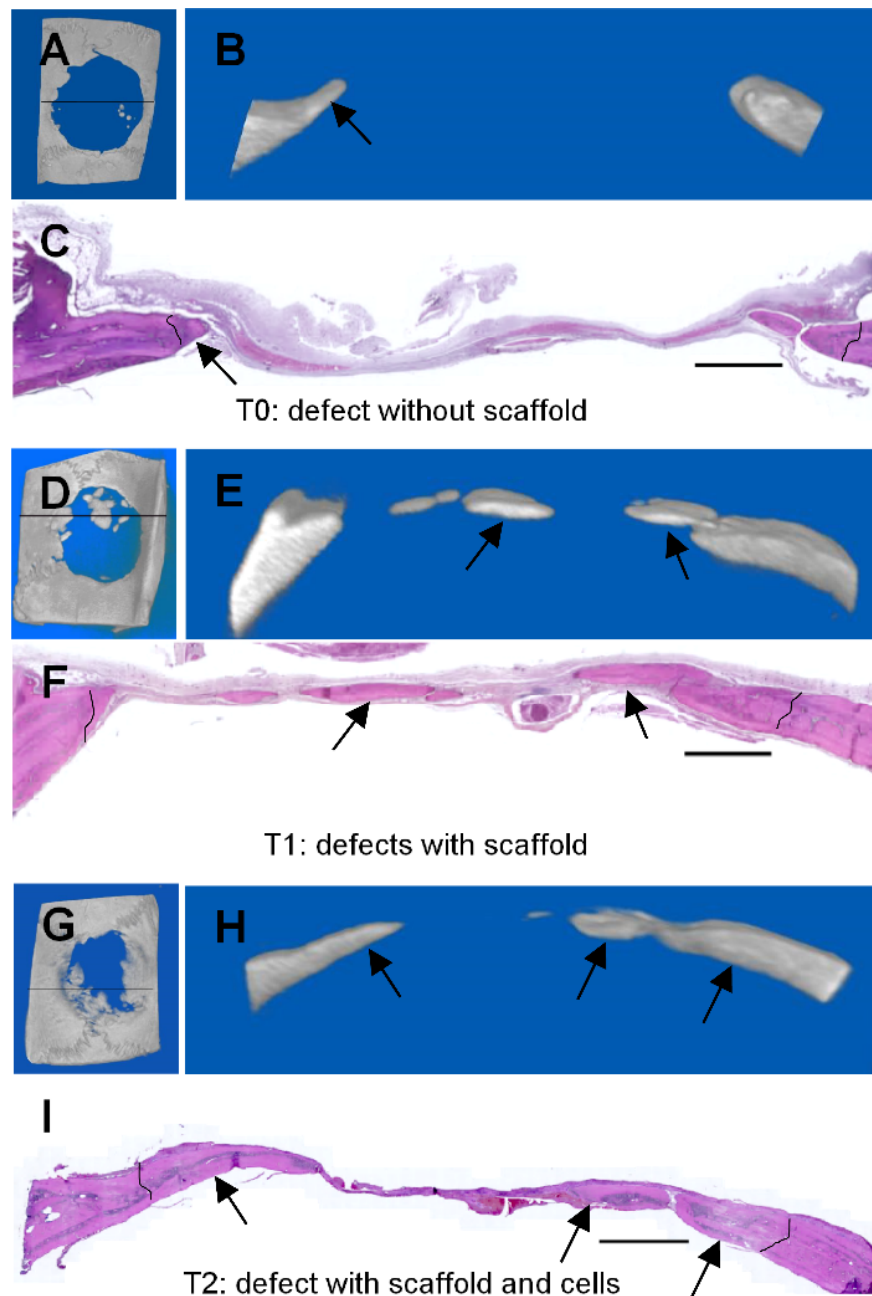 A
B
C
T0: defect without scaffold
D
E
F
T1: defects with scaffold
G
H
I
T2: defect with scaffold and cells